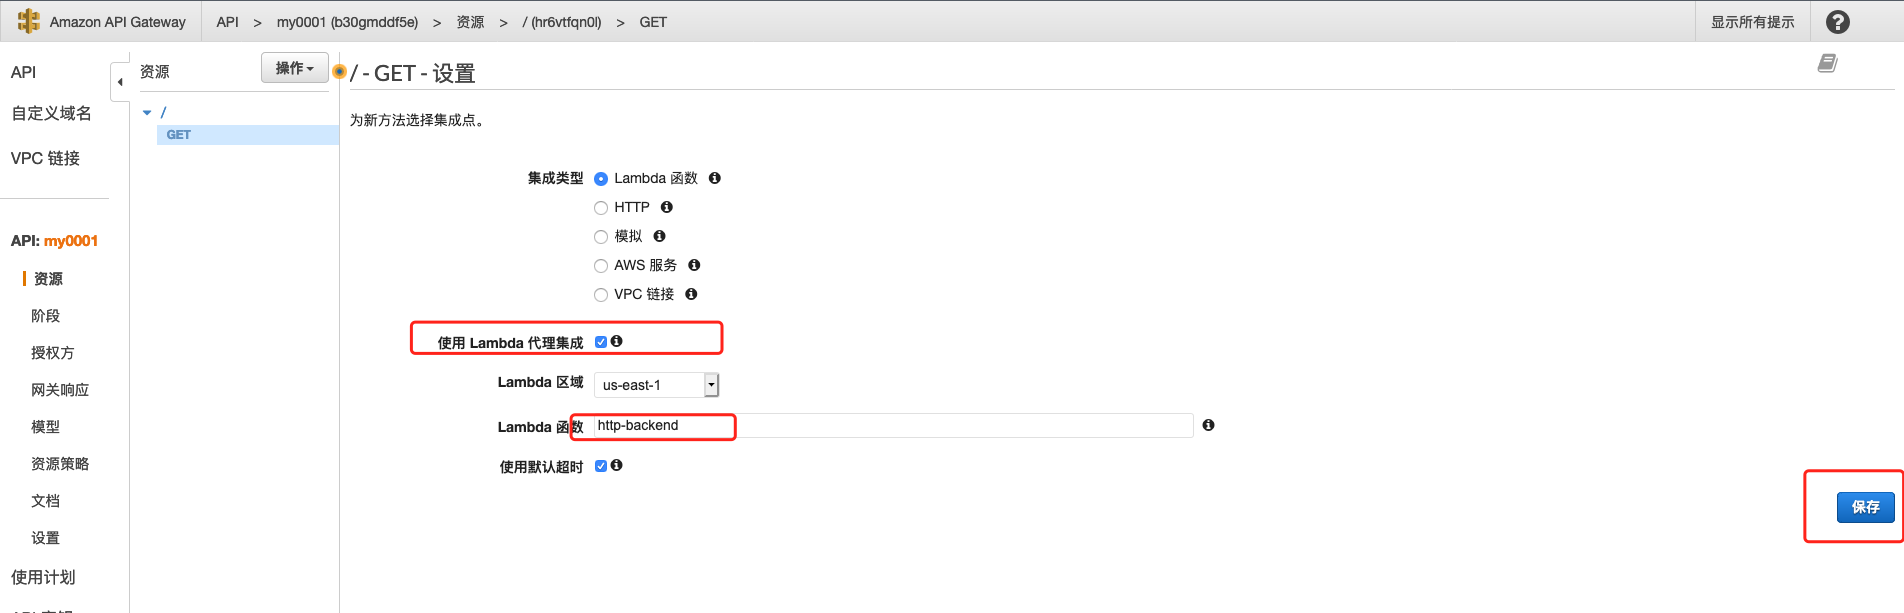 Amazon API Gateway
API > my0001 (b30gmddf5e) > 资源 > / (hr6vtfqn0l) > GET
显示所有提示
?
API
自定义域名
VPC 链接
API: my0001
资源
阶段
授权方
网关响应
模型
资源策略
文档
设置
使用计划
资源
操作
/
GET
/ - GET - 设置
为新方法选择集成点。
集成类型
Lambda 函数
HTTP
模拟
AWS 服务
VPC 链接
使用 Lambda 代理集成
Lambda 区域 us-east-1
Lambda 函数 http-backend
使用默认超时
保存